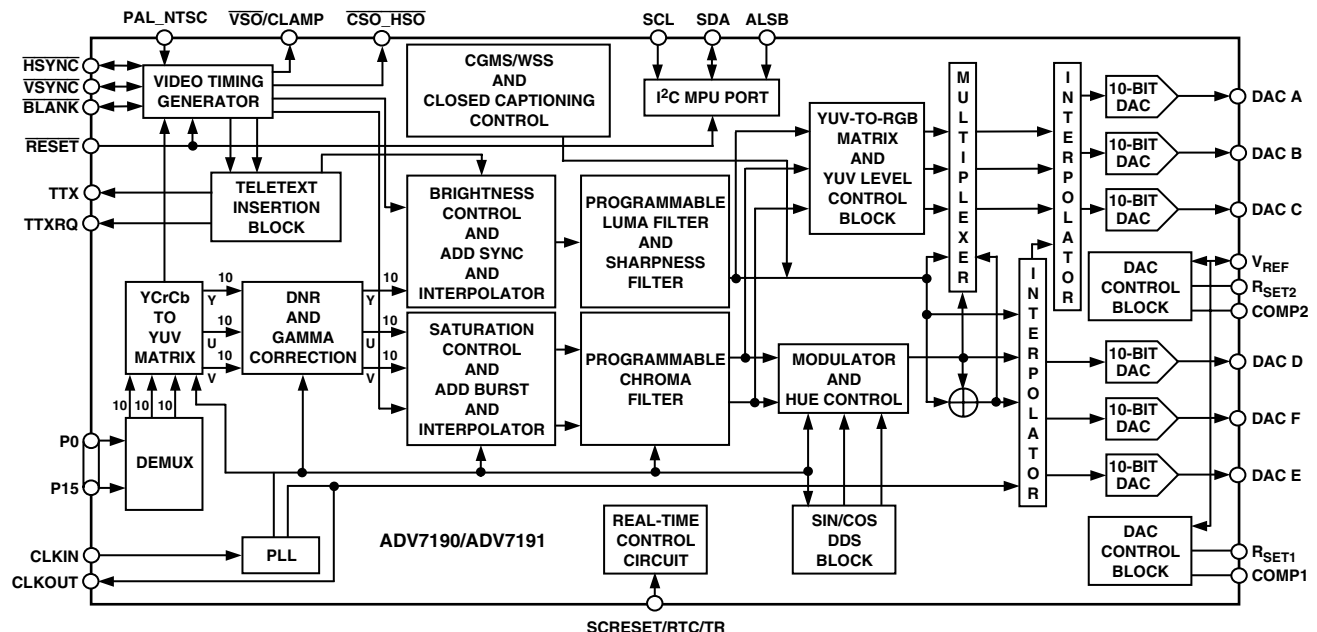 PAL_NTSC
VSO/CLAMP
CSO_HSO
SCL
SDA
ALSB
HSYNC
VSYNC
BLANK
RESET
TTX
TTXRQ
VIDEO TIMING
GENERATOR
CGMS/WSS
AND
CLOSED CAPTIONING
CONTROL
I2C MPU PORT
TELETEXT
INSERTION
BLOCK
BRIGHTNESS
CONTROL
AND
ADD SYNC
AND
INTERPOLATOR
PROGRAMMABLE
LUMA FILTER
AND
SHARPNESS
FILTER
YUV-TO-RGB
MATRIX
AND
YUV LEVEL
CONTROL
BLOCK
MULTIPLEXER
INTERPOLATOR
10-BIT
DAC
DAC A
10-BIT
DAC
DAC B
10-BIT
DAC
DAC C
DAC
CONTROL
BLOCK
VREF
RSET2
COMP2
YCrCb
TO
YUV
MATRIX
10
Y
10
U
10
V
DNR
AND
GAMMA
CORRECTION
10
Y
10
U
10
V
SATURATION
CONTROL
AND
ADD BURST
AND
INTERPOLATOR
PROGRAMMABLE
CHROMA
FILTER
MODULATOR
AND
HUE CONTROL
INTERPOLATOR
10-BIT
DAC
DAC D
10-BIT
DAC
DAC F
10-BIT
DAC
DAC E
10
10
10
P0
P15
DEMUX
CLKIN
CLKOUT
PLL
ADV7190/ADV7191
REAL-TIME
CONTROL
CIRCUIT
SIN/COS
DDS
BLOCK
DAC
CONTROL
BLOCK
RSET1
COMP1
SCRESET/RTC/TR